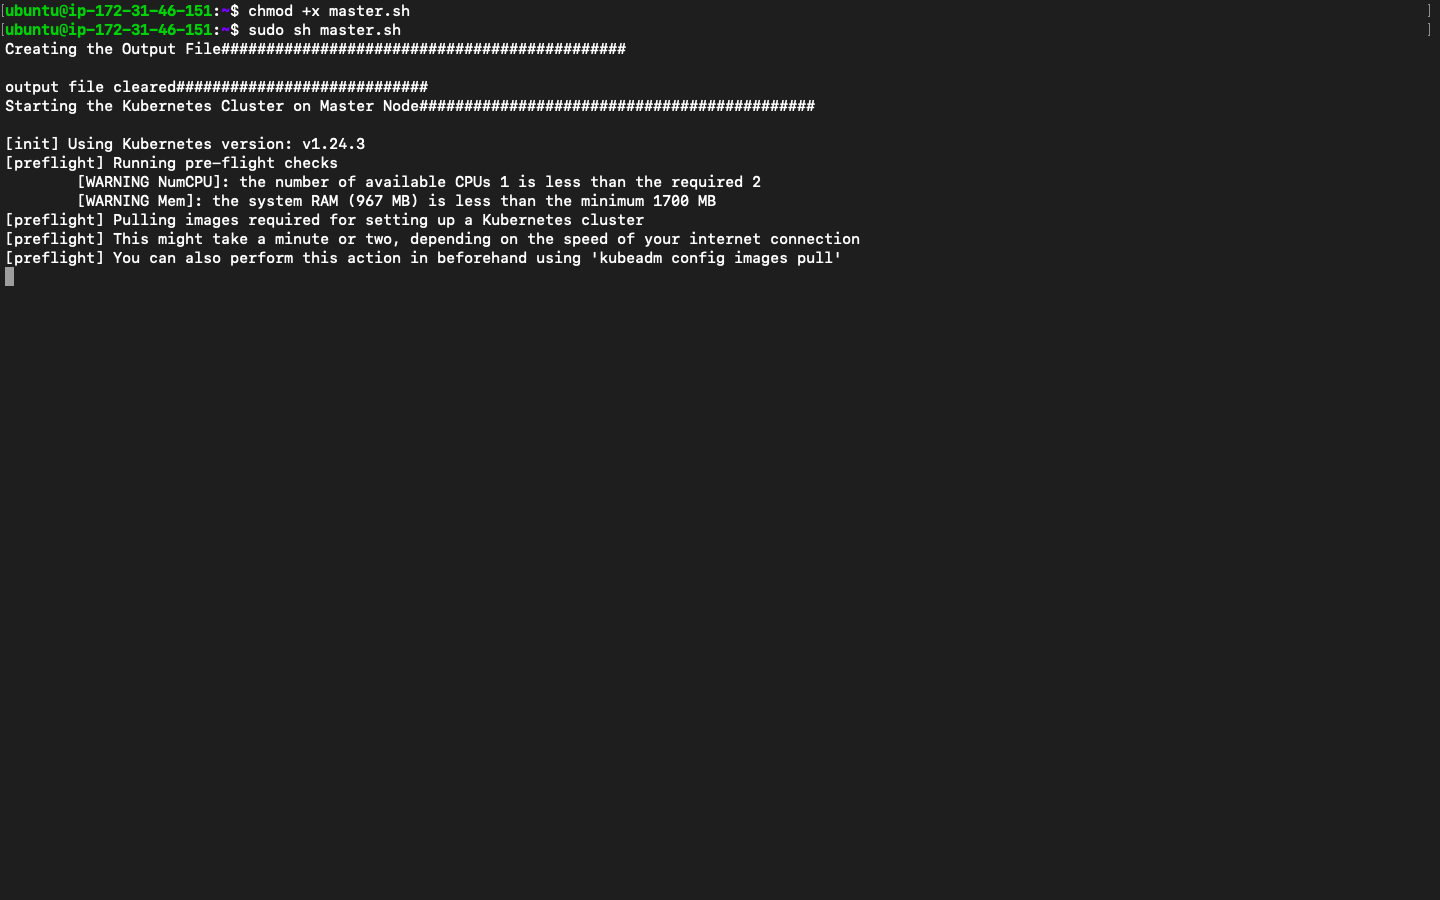 [ubuntu@ip-172-31-46-151:~$ chmod +x master.sh ]
[ubuntu@ip-172-31-46-151:~$ sudo sh master.sh ]
Creating the Output File#############################################
output file cleared############################
Starting the Kubernetes Cluster on Master Node############################################
[init] Using Kubernetes version: v1.24.3
[preflight] Running pre-flight checks
[WARNING NumCPU]: the number of available CPUs 1 is less than the required 2
[WARNING Mem]: the system RAM (967 MB) is less than the minimum 1700 MB
[preflight] Pulling images required for setting up a Kubernetes cluster
[preflight] This might take a minute or two, depending on the speed of your internet connection
[preflight] You can also perform this action in beforehand using 'kubeadm config images pull'